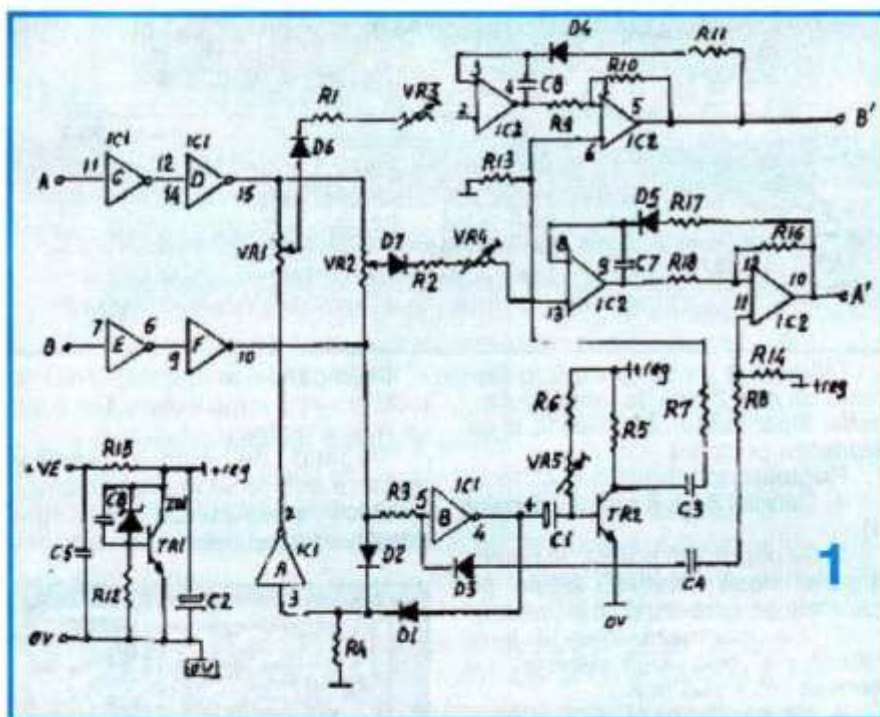 D4 R11
3 4 C8 R10
R1 VR3 2 IC2 R9 5 B'
IC1 IC1 D6 6 IC2
A 11 C 12 14 D 15 R13
D5 R17 R16
VR1 VR2 D7 VR4 8 9 C7 R18 12 10
R2 13 IC2 11 IC2 A'
B 7 E 6 9 F 10
R14
+reg +reg
R6 R5 R7 R8
+VE R15 +reg IC1 VR5
R3 5 B 4 + C1 TR2 C3
TR1 2 A IC1
C5 R12 C2 3 D2 D3 C4
0V 0V R4 D1 0V
1